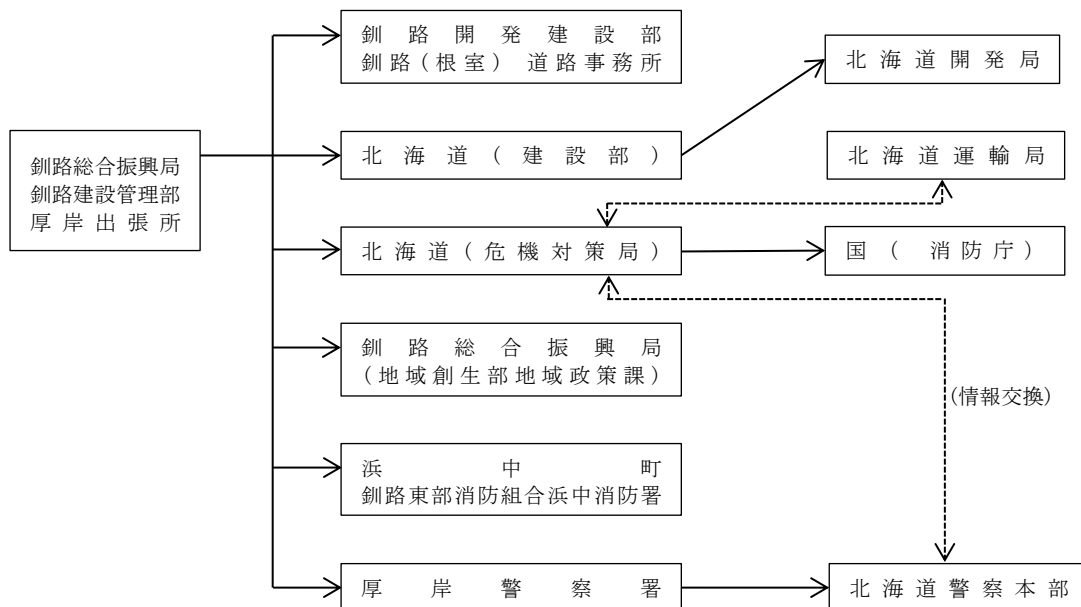 釧路総合振興局
釧路建設管理部
厚岸出張所
釧路開発建設部
釧路(根室)道路事務所
北海道(建設部)
北海道(危機対策局)
釧路総合振興局
(地域創生部地域政策課)
浜中町
釧路東部消防組合浜中消防署
厚岸警察署
北海道開発局
北海道運輸局
国(消防庁)
(情報交換)
北海道警察本部